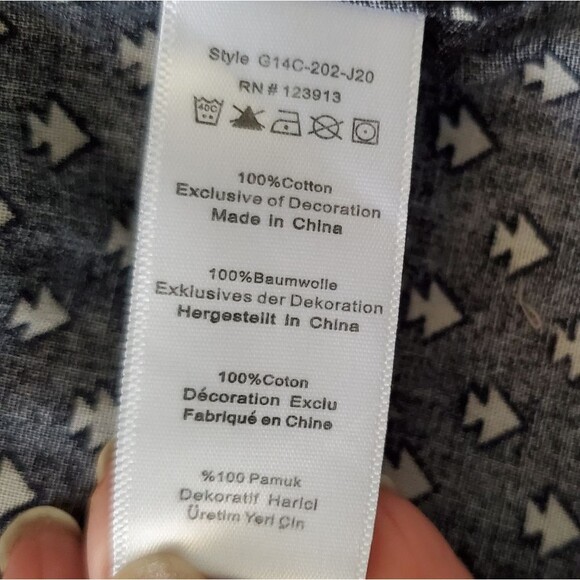 Style G14C-202-J20
RN # 123913
40C
100%Cotton
Exclusive of Decoration
Made in China
100%Baumwolle
Exklusives der Dekoration
Hergestellt in China
100%Coton
Décoration Exclu
Fabriqué en Chine
%100 Pamuk
Dekoratif Harici
Üretim Yeri Çin